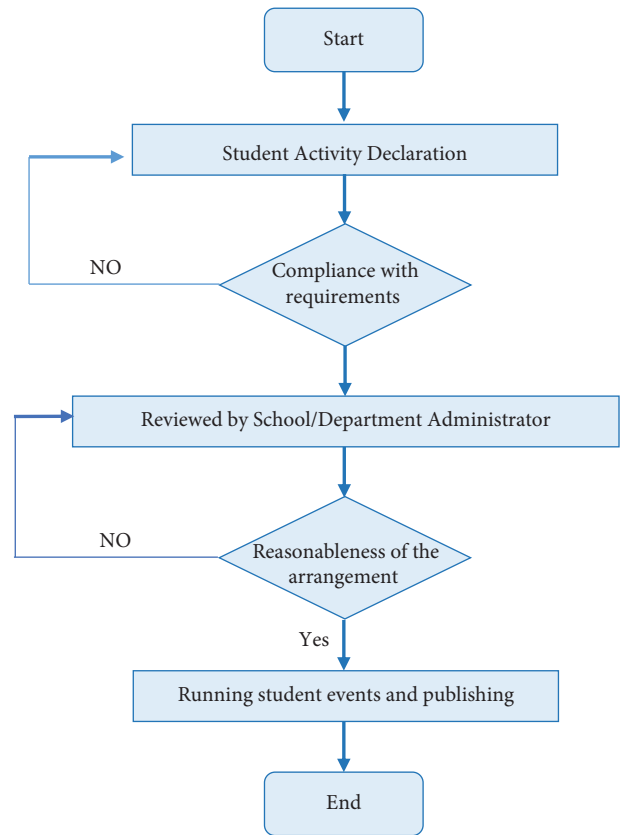 Start
Student Activity Declaration
NO
Compliance with
requirements
Reviewed by School/Department Administrator
NO
Reasonableness of the
arrangement
Yes
Running student events and publishing
End